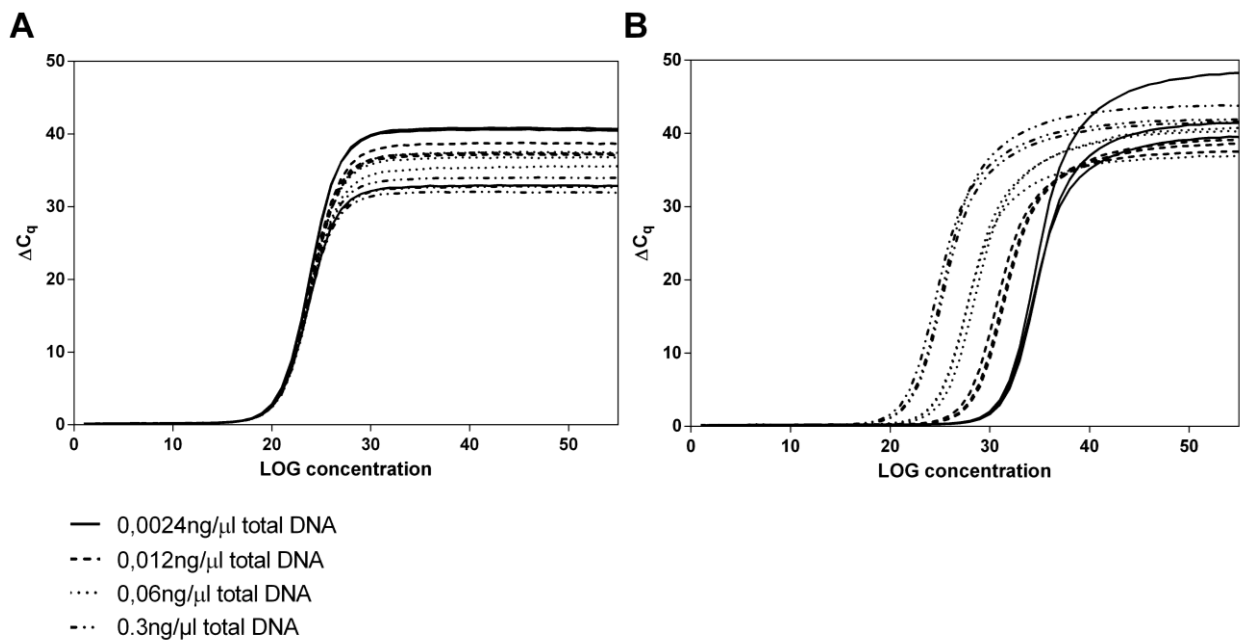 A
50
40
30
20
10
0
ΔCq
0 10 20 30 40 50
LOG concentration
B
50
40
30
20
10
0
ΔCq
0 10 20 30 40 50
LOG concentration
0,0024ng/μl total DNA
0,012ng/μl total DNA
0,06ng/μl total DNA
0.3ng/μl total DNA